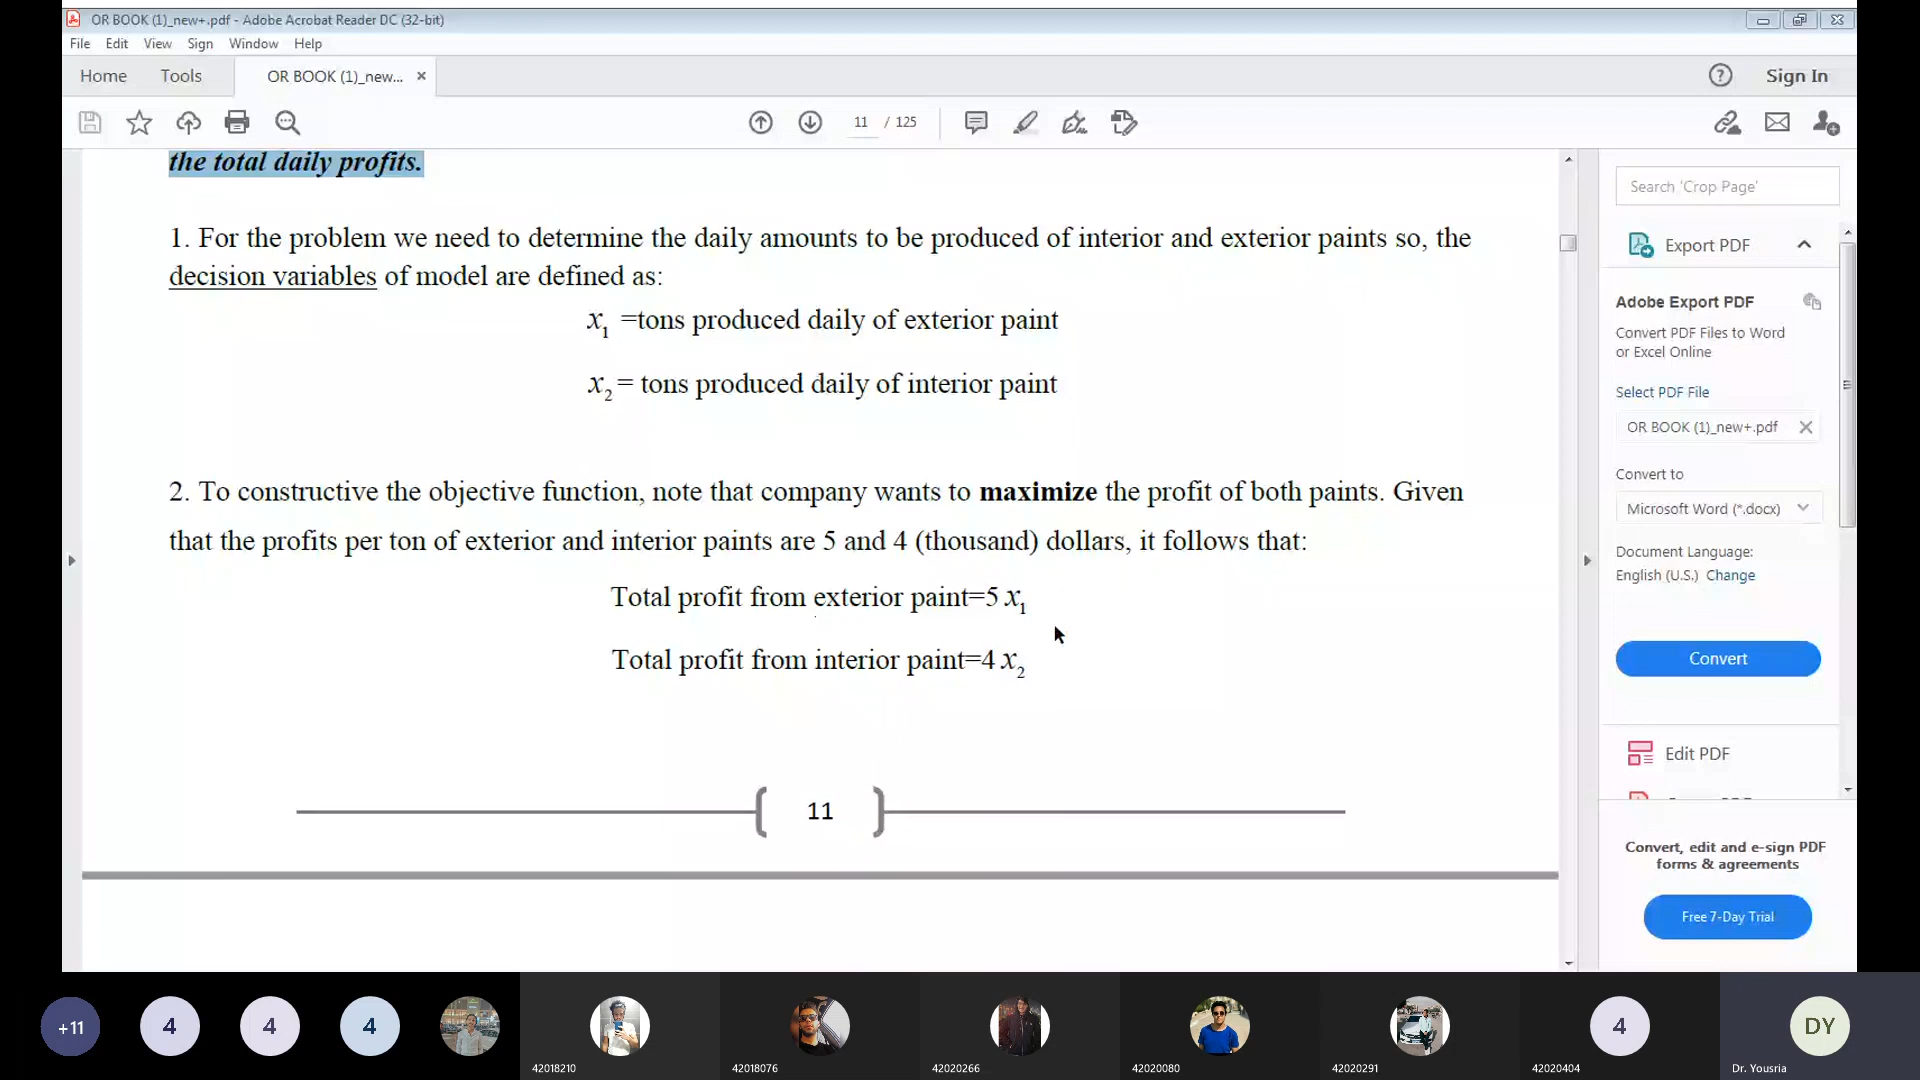 OR BOOK (1)_new+.pdf - Adobe Acrobat Reader DC (32-bit)
File Edit View Sign Window Help
Home Tools OR BOOK (1)_new... × Sign In
11 / 125
the total daily profits.
1. For the problem we need to determine the daily amounts to be produced of interior and exterior paints so, the
decision variables of model are defined as:
x1 =tons produced daily of exterior paint
x2 = tons produced daily of interior paint
2. To constructive the objective function, note that company wants to maximize the profit of both paints. Given
that the profits per ton of exterior and interior paints are 5 and 4 (thousand) dollars, it follows that:
Total profit from exterior paint=5 x1
Total profit from interior paint=4 x2
11
Search 'Crop Page'
Export PDF
Adobe Export PDF
Convert PDF Files to Word
or Excel Online
Select PDF File
OR BOOK (1)_new+.pdf
Convert to
Microsoft Word (*.docx)
Document Language:
English (U.S.) Change
Convert
Edit PDF
Convert, edit and e-sign PDF
forms & agreements
Free 7-Day Trial
+11 4 4 4 4 DY
42018210 42018076 42020266 42020080 42020291 42020404 Dr. Yousria